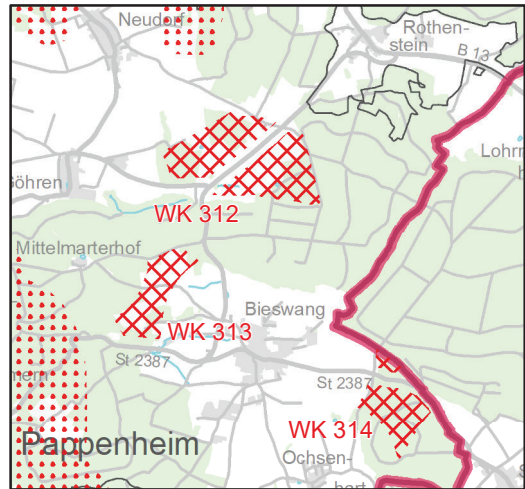 Neudorf
Rothen-
stein
B 13
Lohrm
Göhren
WK 312
Mittelmarterhof
Bieswang
WK 313
St 2387
St 2387
WK 314
Pappenheim
Ochsen-
hart